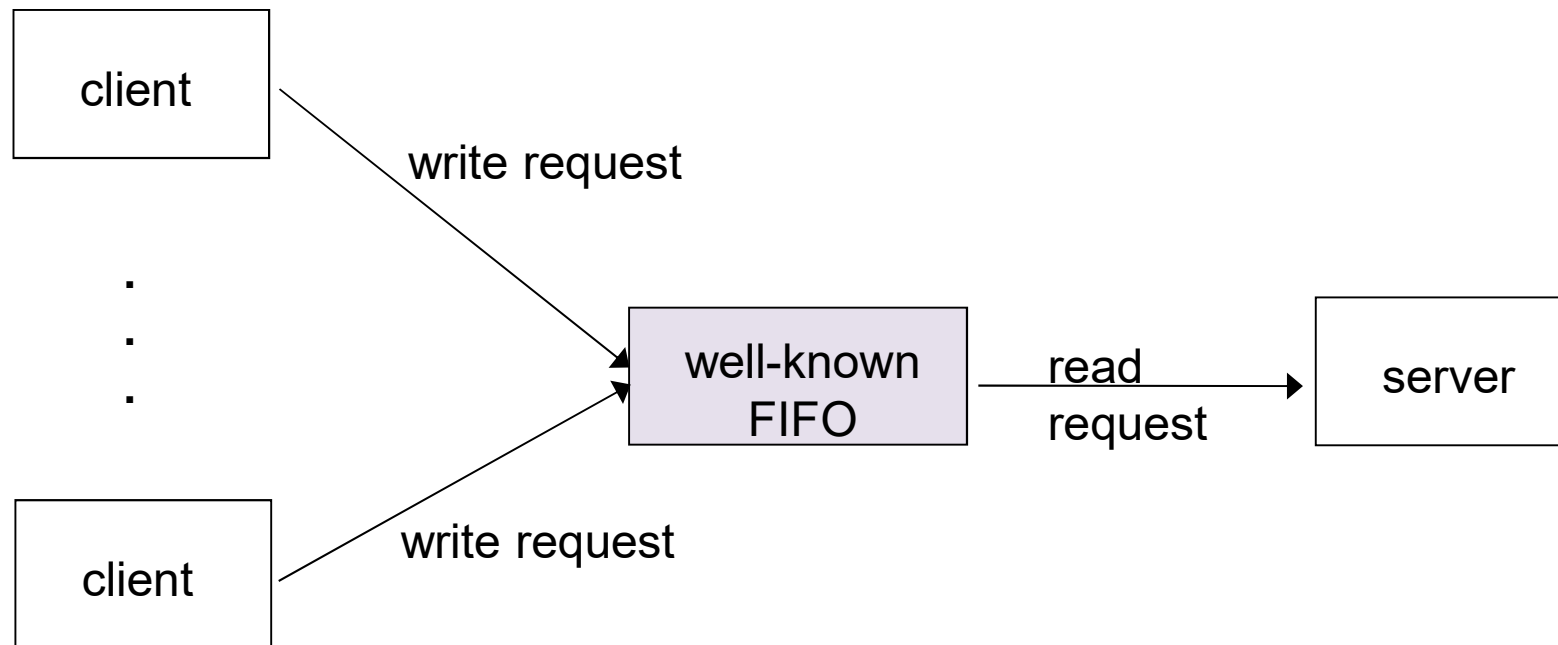 client
write request
.
.
.
well-known
FIFO
read
request
server
write request
client